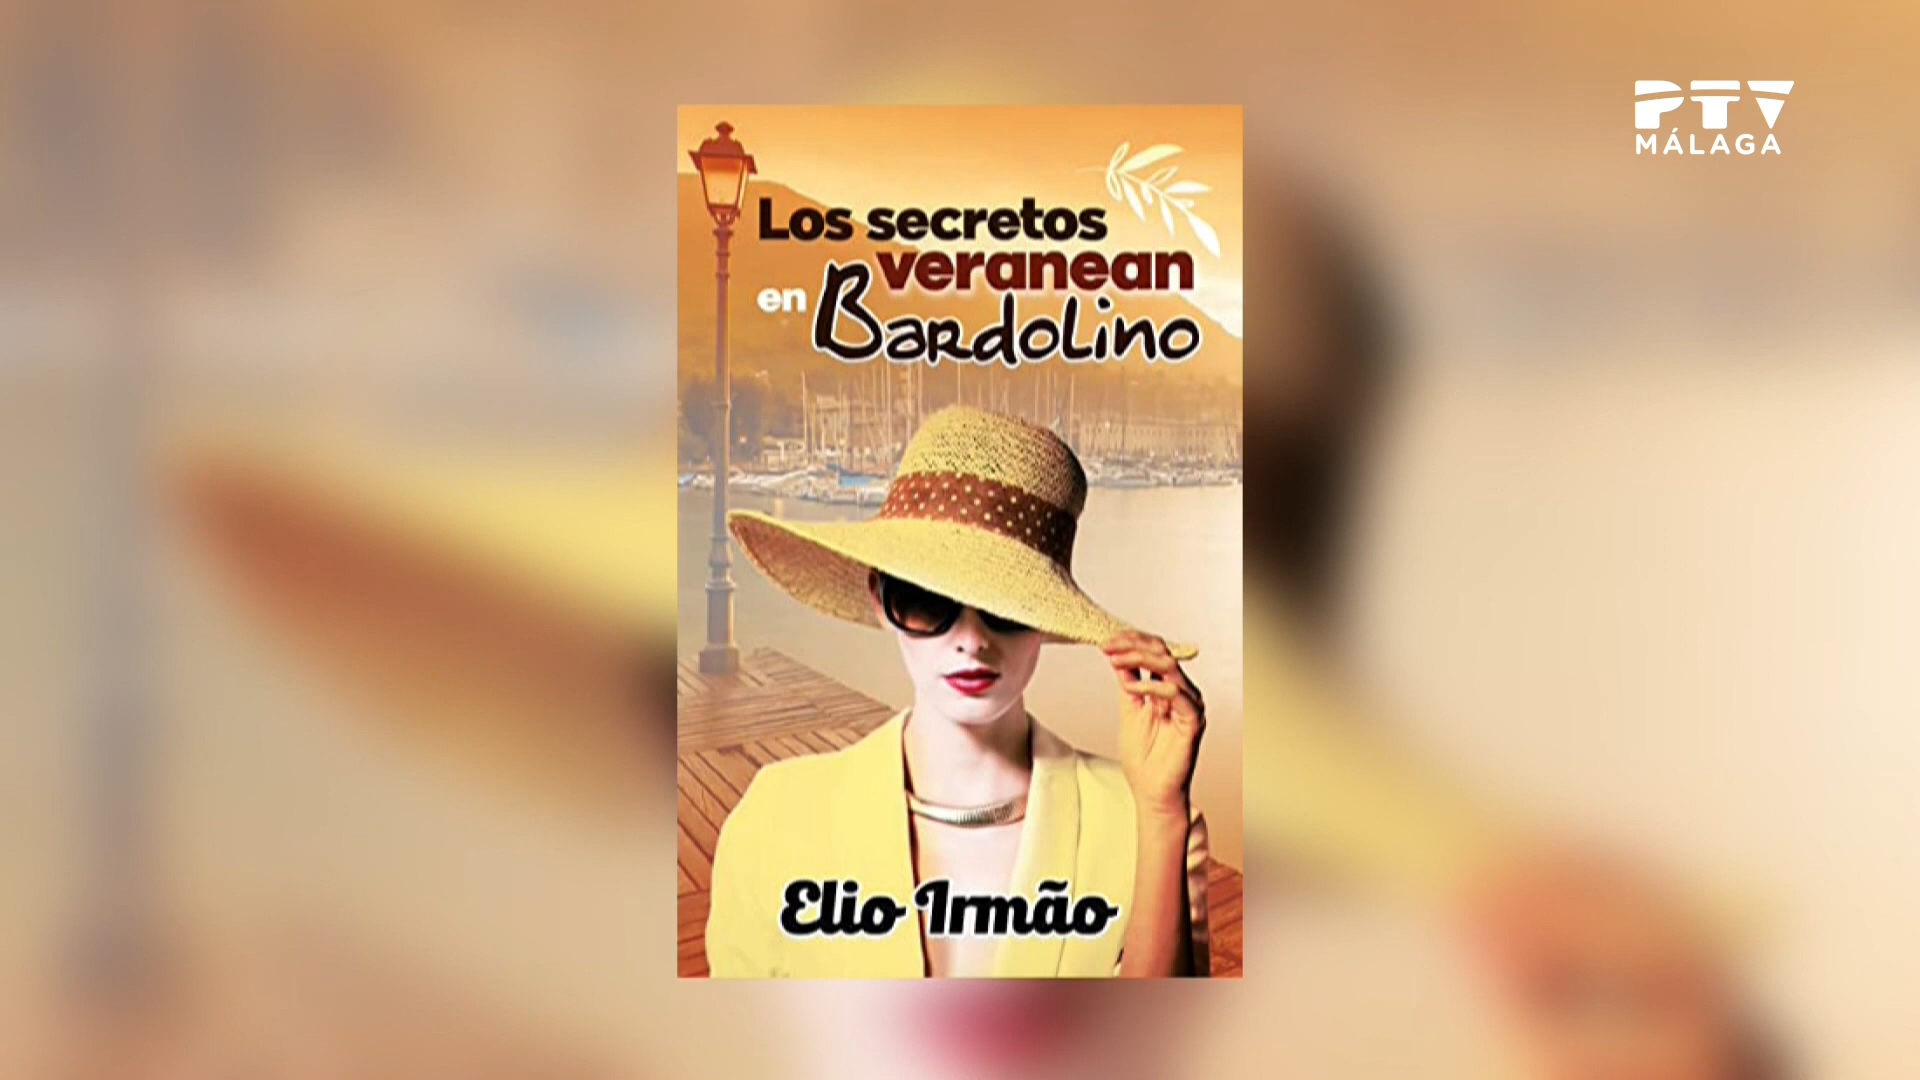 PTV
MÁLAGA
Los secretos
veranean
en Bardolino
Elio Irmão